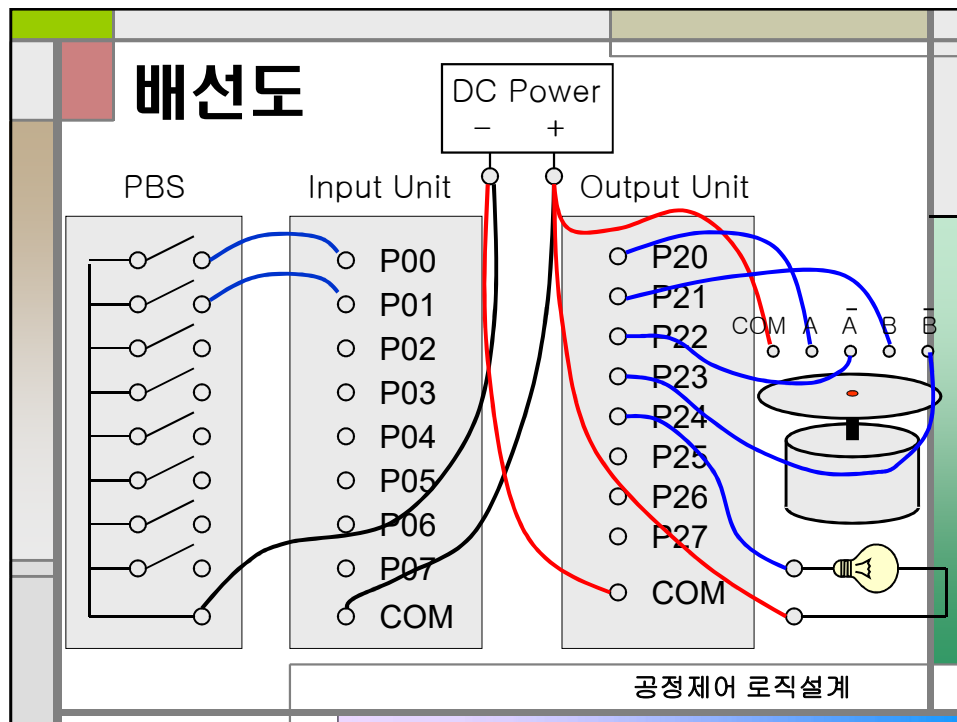 배선도
DC Power
− +
PBS
Input Unit
Output Unit
P00
P01
P02
P03
P04
P05
P06
P07
COM
P20
P21
P22
P23
P24
P25
P26
P27
COM
COM A A̅ B B̅
공정제어 로직설계